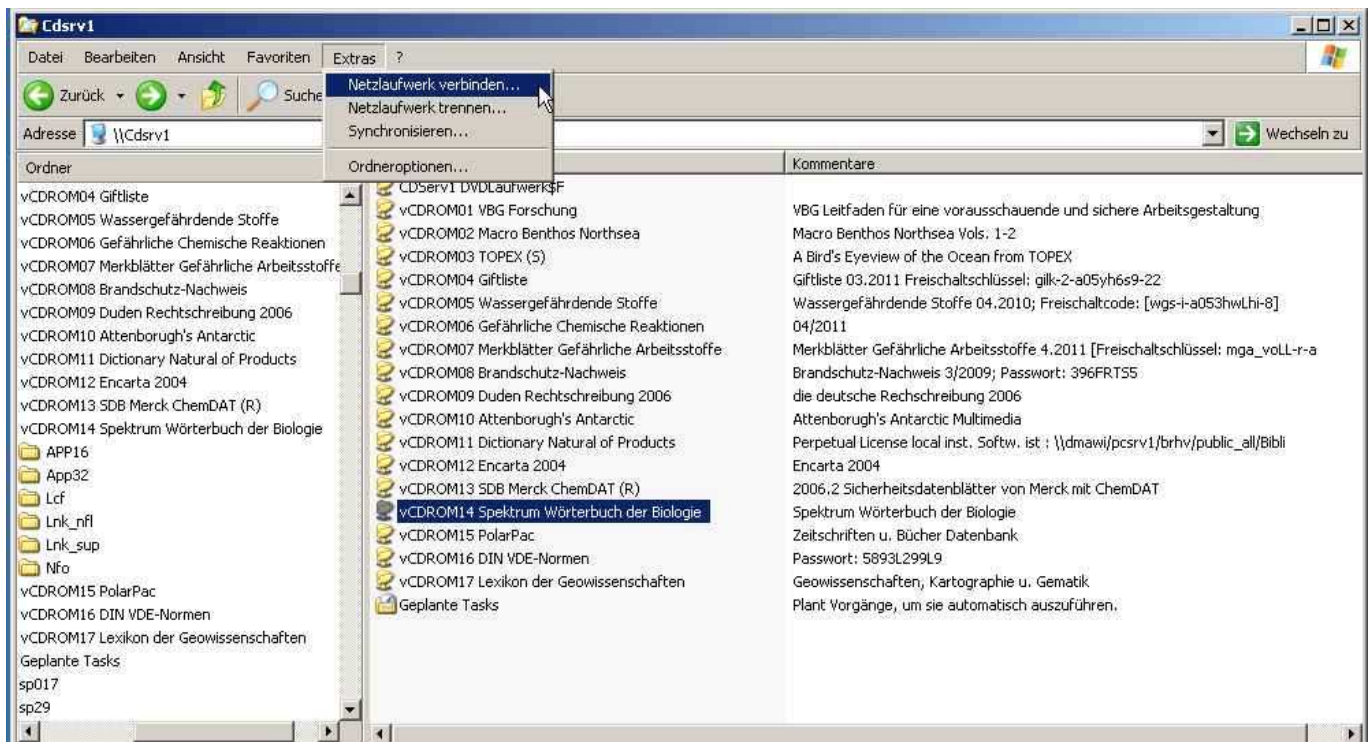 Cdsrv1
Datei Bearbeiten Ansicht Favoriten Extras ?
Netzlaufwerk verbinden...
Netzlaufwerk trennen...
Synchronisieren...
Ordneroptionen...
Zurück Suche
Adresse \\Cdsrv1 Wechseln zu
Ordner
vCDROM04 Giftliste
vCDROM05 Wassergefährdende Stoffe
vCDROM06 Gefährliche Chemische Reaktionen
vCDROM07 Merkblätter Gefährliche Arbeitsstoffe
vCDROM08 Brandschutz-Nachweis
vCDROM09 Duden Rechtschreibung 2006
vCDROM10 Attenborugh's Antarctic
vCDROM11 Dictionary Natural of Products
vCDROM12 Encarta 2004
vCDROM13 SDB Merck ChemDAT (R)
vCDROM14 Spektrum Wörterbuch der Biologie
APP16
App32
Lcf
Lnk_nfl
Lnk_sup
Nfo
vCDROM15 PolarPac
vCDROM16 DIN VDE-Normen
vCDROM17 Lexikon der Geowissenschaften
Geplante Tasks
sp017
sp29
Kommentare
CDServ1 DVDLaufwerk$F
vCDROM01 VBG Forschung VBG Leitfaden für eine vorausschauende und sichere Arbeitsgestaltung
vCDROM02 Macro Benthos Northsea Macro Benthos Northsea Vols. 1-2
vCDROM03 TOPEX (S) A Bird's Eyeview of the Ocean from TOPEX
vCDROM04 Giftliste Giftliste 03.2011 Freischaltschlüssel: gilk-2-a05yh6s9-22
vCDROM05 Wassergefährdende Stoffe Wassergefährdende Stoffe 04.2010; Freischaltcode: [wgs-i-a053hwLhi-8]
vCDROM06 Gefährliche Chemische Reaktionen 04/2011
vCDROM07 Merkblätter Gefährliche Arbeitsstoffe Merkblätter Gefährliche Arbeitsstoffe 4.2011 [Freischaltschlüssel: mga_voLL-r-a
vCDROM08 Brandschutz-Nachweis Brandschutz-Nachweis 3/2009; Passwort: 396FRTS5
vCDROM09 Duden Rechtschreibung 2006 die deutsche Rechschreibung 2006
vCDROM10 Attenborugh's Antarctic Attenborugh's Antarctic Multimedia
vCDROM11 Dictionary Natural of Products Perpetual License local inst. Softw. ist : \\dmawi/pcsrv1/brhv/public_all/Bibli
vCDROM12 Encarta 2004 Encarta 2004
vCDROM13 SDB Merck ChemDAT (R) 2006.2 Sicherheitsdatenblätter von Merck mit ChemDAT
vCDROM14 Spektrum Wörterbuch der Biologie Spektrum Wörterbuch der Biologie
vCDROM15 PolarPac Zeitschriften u. Bücher Datenbank
vCDROM16 DIN VDE-Normen Passwort: 5893L299L9
vCDROM17 Lexikon der Geowissenschaften Geowissenschaften, Kartographie u. Gematik
Geplante Tasks Plant Vorgänge, um sie automatisch auszuführen.